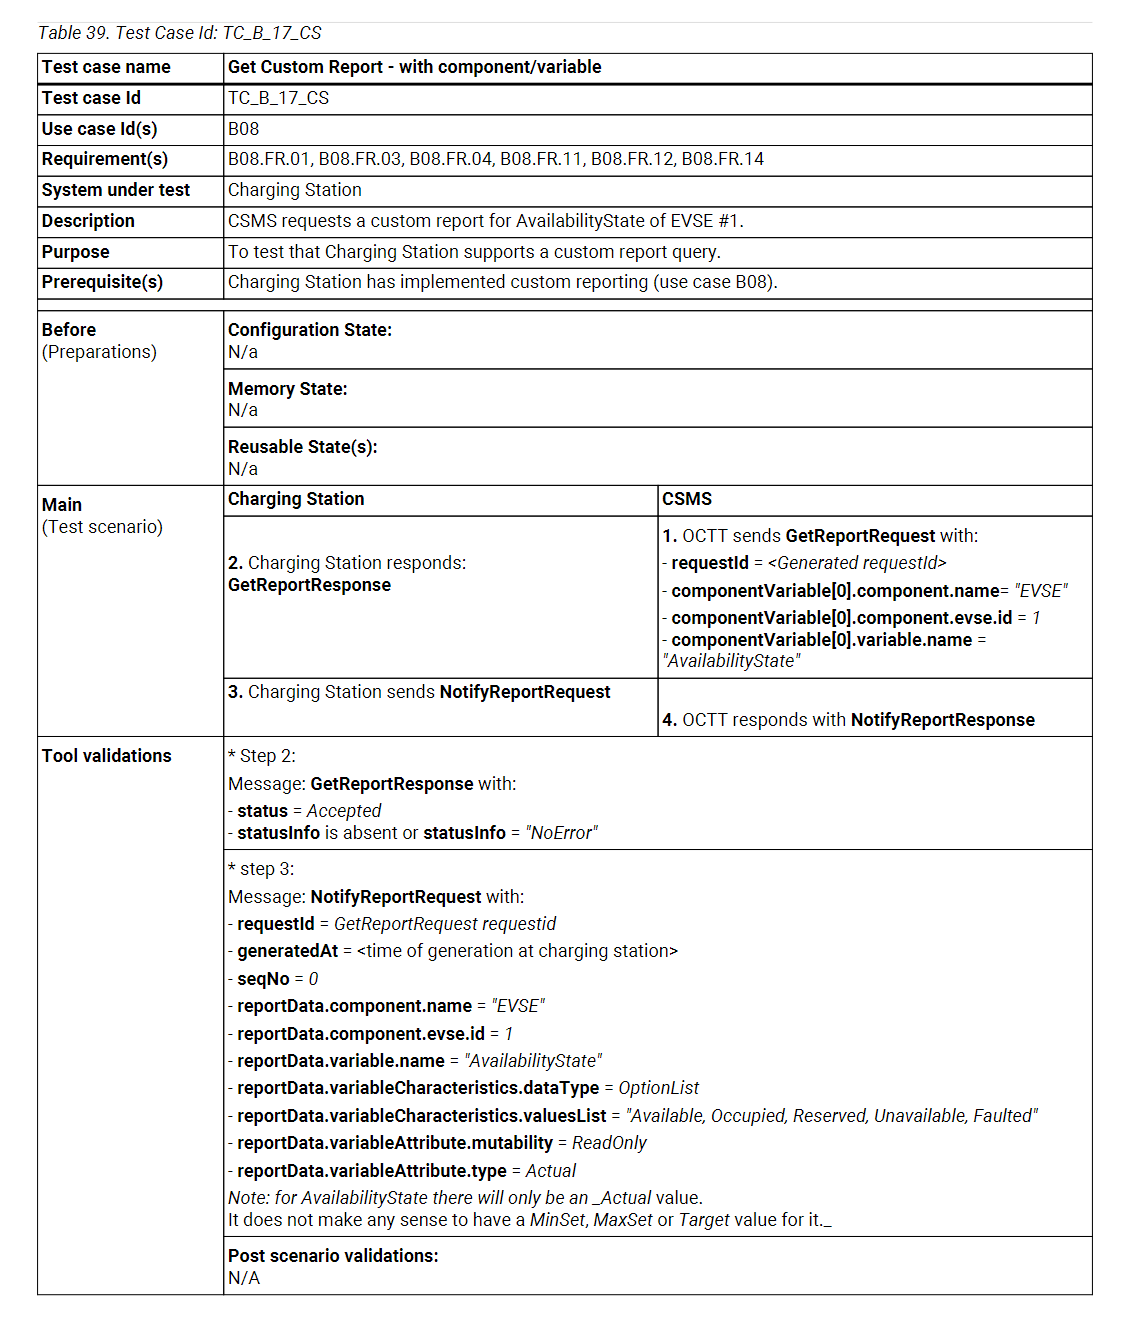 Table 39. Test Case Id: TC_B_17_CS
Test case name
Get Custom Report - with component/variable
Test case Id
TC_B_17_CS
Use case Id(s)
B08
Requirement(s)
B08.FR.01, B08.FR.03, B08.FR.04, B08.FR.11, B08.FR.12, B08.FR.14
System under test
Charging Station
Description
CSMS requests a custom report for AvailabilityState of EVSE #1.
Purpose
To test that Charging Station supports a custom report query.
Prerequisite(s)
Charging Station has implemented custom reporting (use case B08).
Before
(Preparations)
Configuration State:
N/a
Memory State:
N/a
Reusable State(s):
N/a
Main
(Test scenario)
Charging Station
CSMS
2. Charging Station responds:
GetReportResponse
1. OCTT sends GetReportRequest with:
- requestId = <Generated requestId>
- componentVariable[0].component.name= "EVSE"
- componentVariable[0].component.evse.id = 1
- componentVariable[0].variable.name =
"AvailabilityState"
3. Charging Station sends NotifyReportRequest
4. OCTT responds with NotifyReportResponse
Tool validations
* Step 2:
Message: GetReportResponse with:
- status = Accepted
- statusInfo is absent or statusInfo = "NoError"
* step 3:
Message: NotifyReportRequest with:
- requestId = GetReportRequest requestid
- generatedAt = <time of generation at charging station>
- seqNo = 0
- reportData.component.name = "EVSE"
- reportData.component.evse.id = 1
- reportData.variable.name = "AvailabilityState"
- reportData.variableCharacteristics.dataType = OptionList
- reportData.variableCharacteristics.valuesList = "Available, Occupied, Reserved, Unavailable, Faulted"
- reportData.variableAttribute.mutability = ReadOnly
- reportData.variableAttribute.type = Actual
Note: for AvailabilityState there will only be an _Actual value.
It does not make any sense to have a MinSet, MaxSet or Target value for it._
Post scenario validations:
N/A